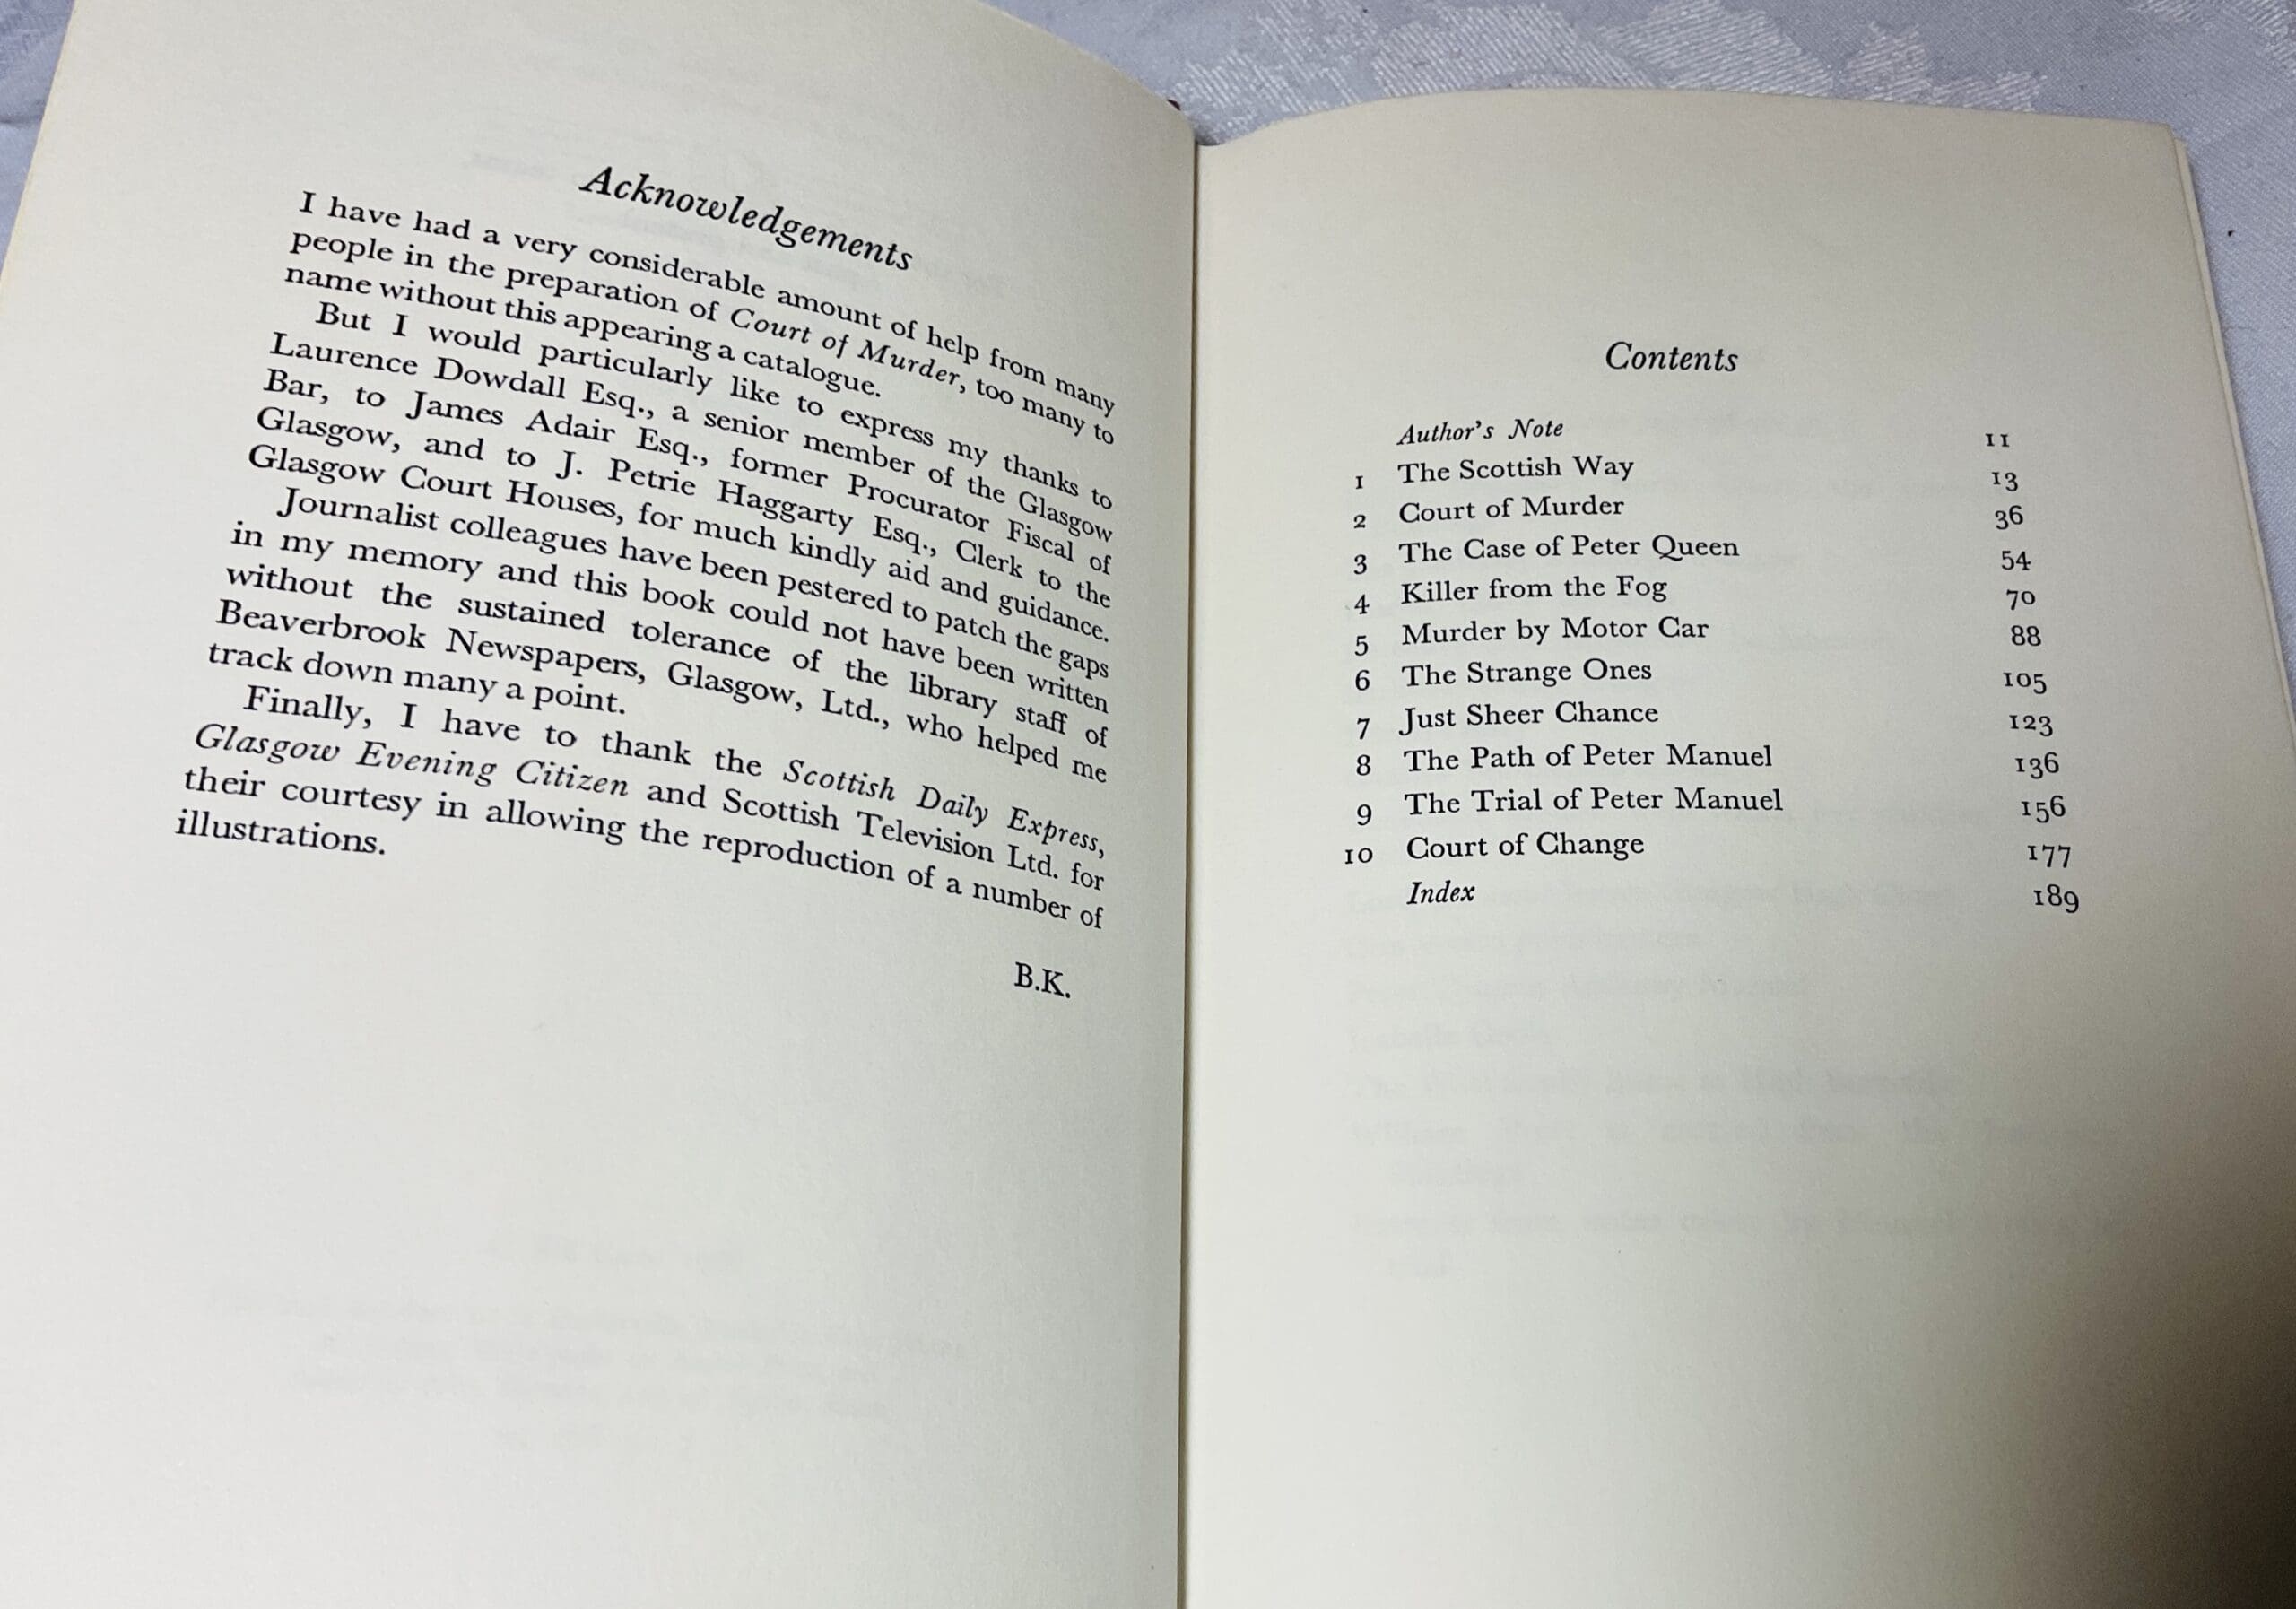 Acknowledgements
I have had a very considerable amount of help from many
people in the preparation of Court of Murder, too many to
name without this appearing a catalogue.
But I would particularly like to express my thanks to
Laurence Dowdall Esq., a senior member of the Glasgow
Bar, to James Adair Esq., former Procurator Fiscal of
Glasgow, and to J. Petrie Haggarty Esq., Clerk to the
Glasgow Court Houses, for much kindly aid and guidance.
Journalist colleagues have been pestered to patch the gaps
in my memory and this book could not have been written
without the sustained tolerance of the library staff of
Beaverbrook Newspapers, Glasgow, Ltd., who helped me
track down many a point.
Finally, I have to thank the Scottish Daily Express,
Glasgow Evening Citizen and Scottish Television Ltd. for
their courtesy in allowing the reproduction of a number of
illustrations.
B.K.
Contents
Author's Note 11
1 The Scottish Way 13
2 Court of Murder 36
3 The Case of Peter Queen 54
4 Killer from the Fog 70
5 Murder by Motor Car 88
6 The Strange Ones 105
7 Just Sheer Chance 123
8 The Path of Peter Manuel 136
9 The Trial of Peter Manuel 156
10 Court of Change 177
Index 189